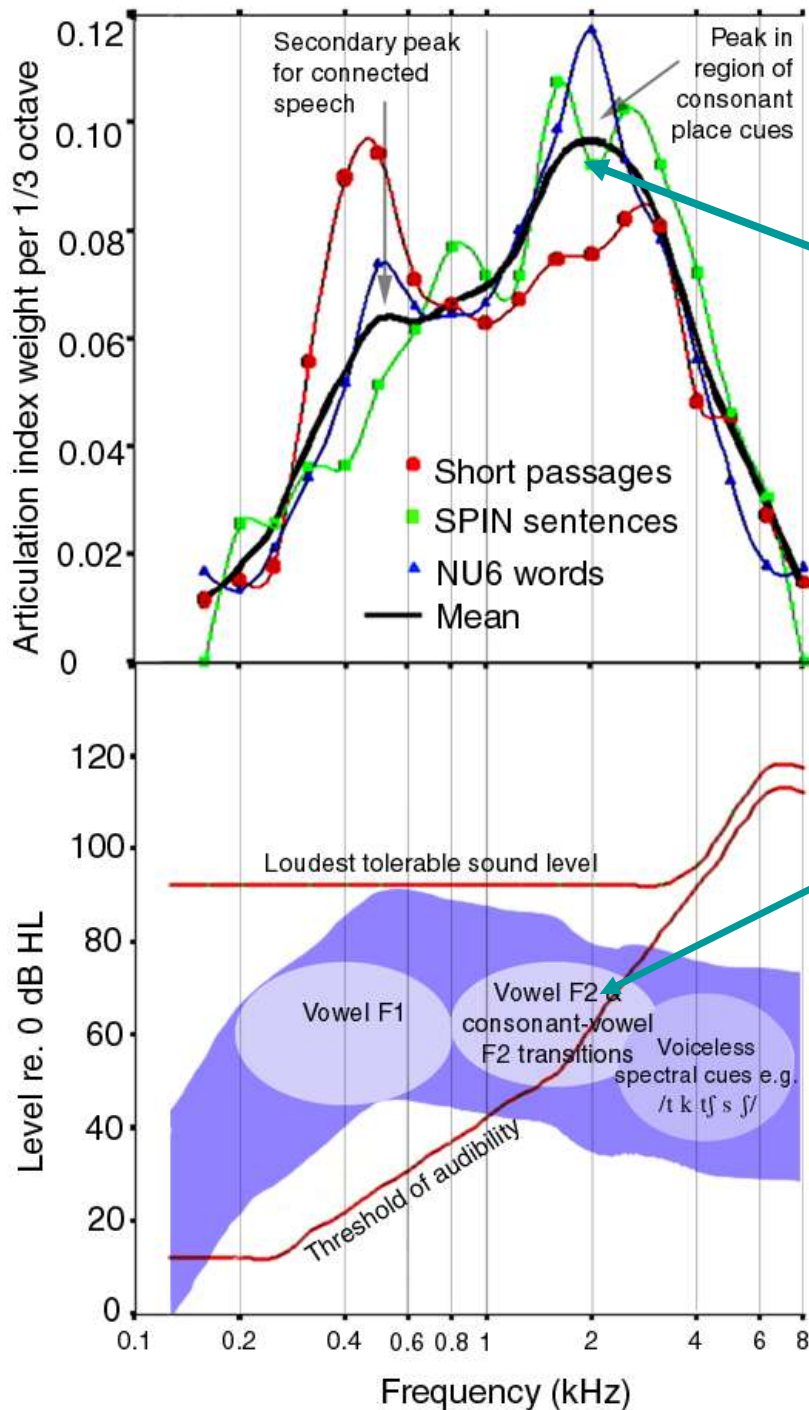 Articulation index weight per 1/3 octave
0.12
0.10
0.08
0.06
0.04
0.02
0
Secondary peak
for connected
speech
Peak in
region of
consonant
place cues
Short passages
SPIN sentences
NU6 words
Mean
Level re. 0 dB HL
120
100
80
60
40
20
0
Loudest tolerable sound level
Vowel F1
Vowel F2 &
consonant-vowel
F2 transitions
Voiceless
spectral cues e.g.
/t k tʃ s ʃ/
Threshold of audibility
0.1
0.2
0.4
0.6
0.8
1
2
4
6
8
Frequency (kHz)